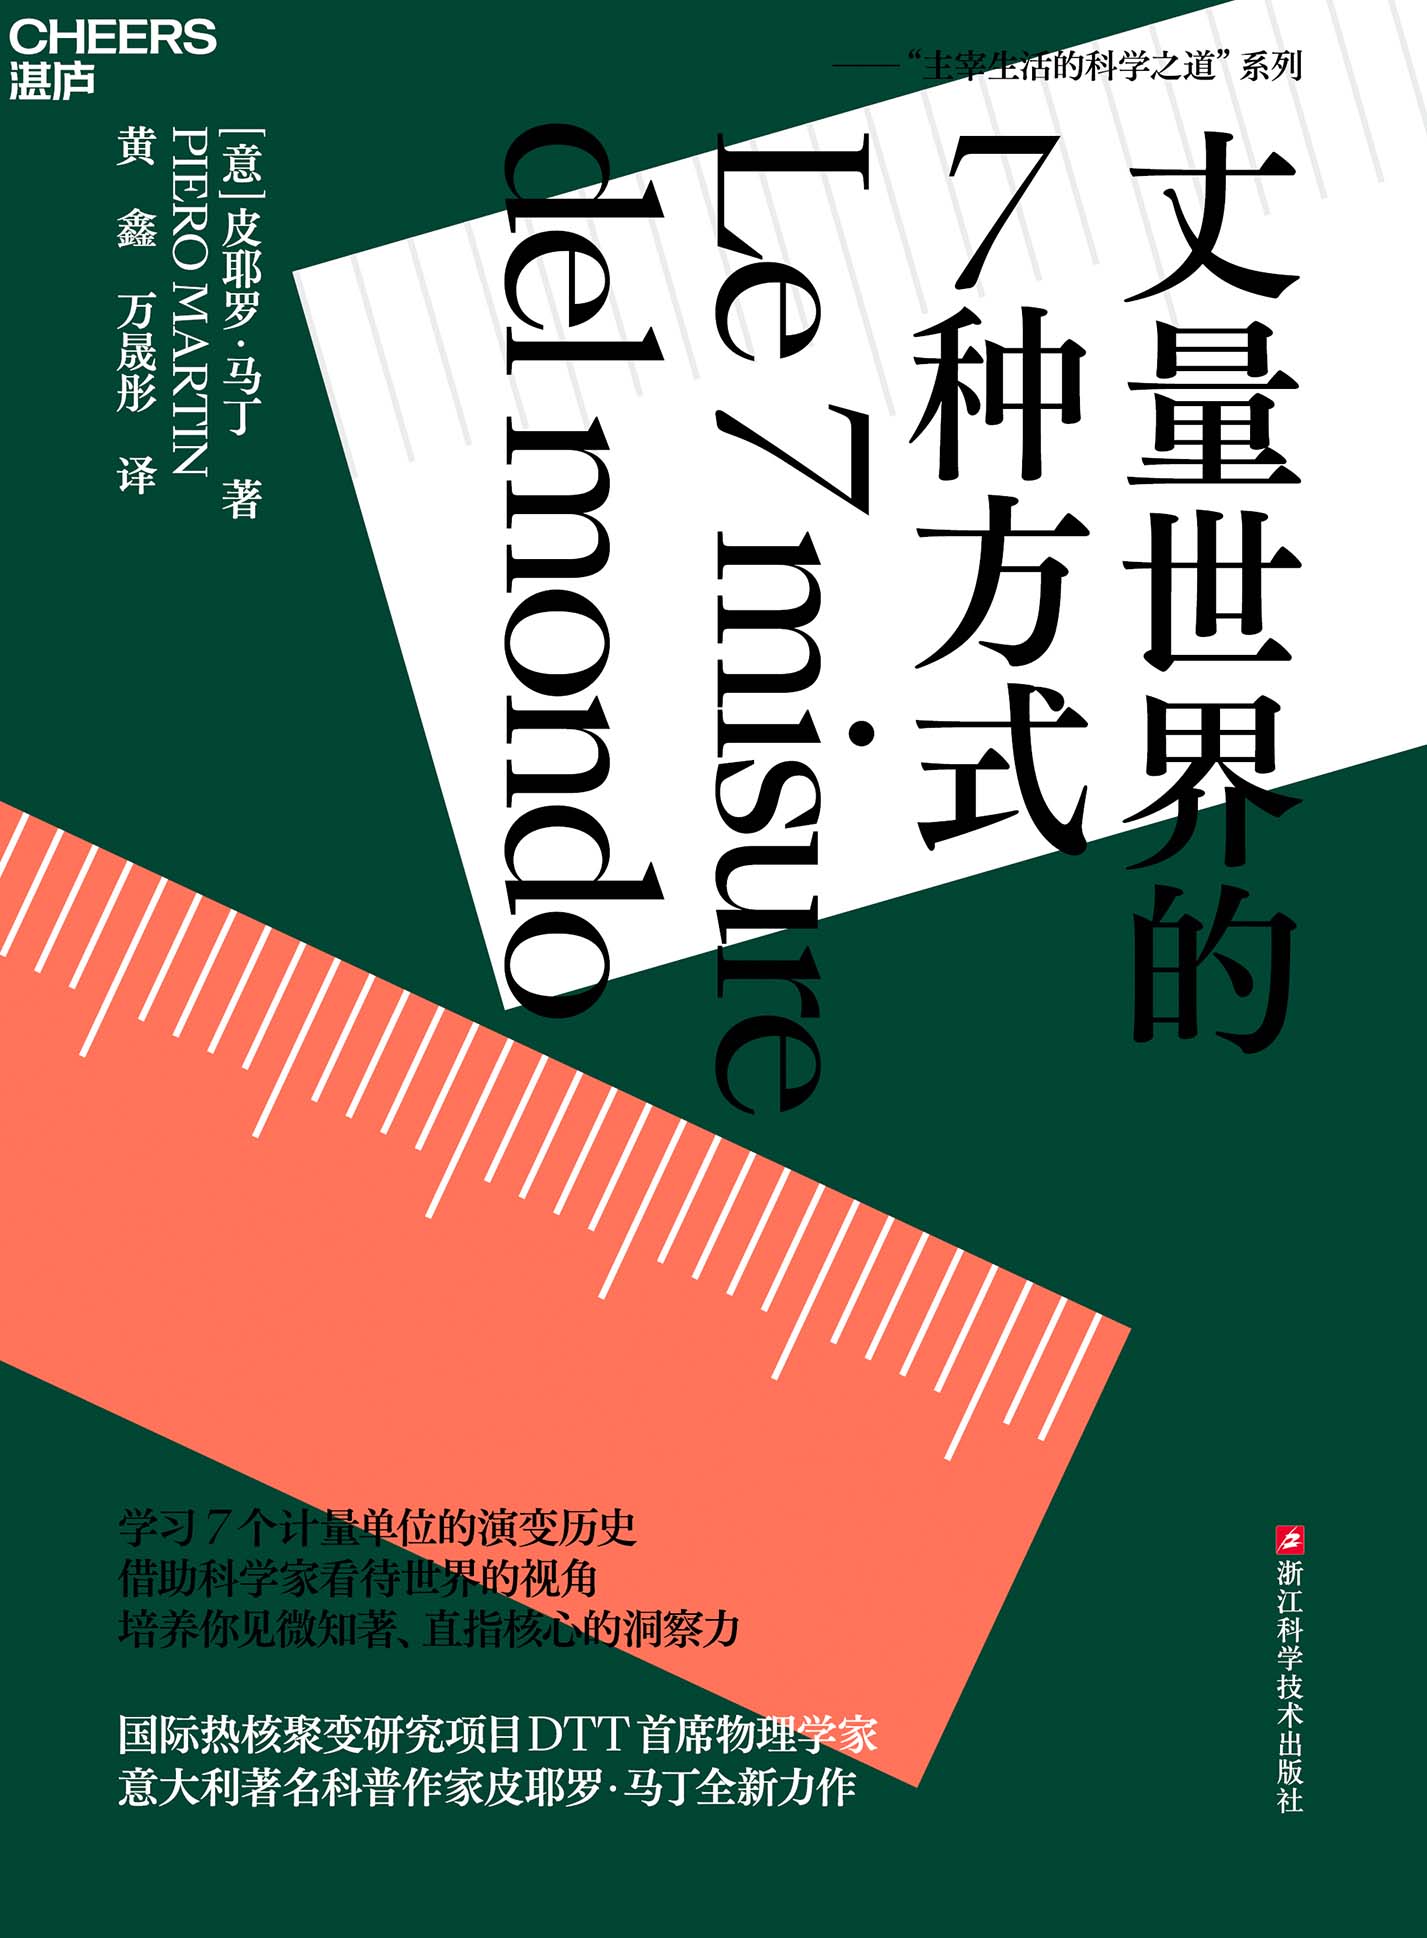 CHEERS
湛庐
——“主宰生活的科学之道”系列
丈量世界的
7种方式
Le 7 misure
del mondo
[意]皮耶罗·马丁 著
PIERO MARTIN
黄鑫 万晟彤 译
学习7个计量单位的演变历史
借助科学家看待世界的视角
培养你见微知著、直指核心的洞察力
国际热核聚变研究项目DTT首席物理学家
意大利著名科普作家皮耶罗·马丁全新力作
浙江科学技术出版社